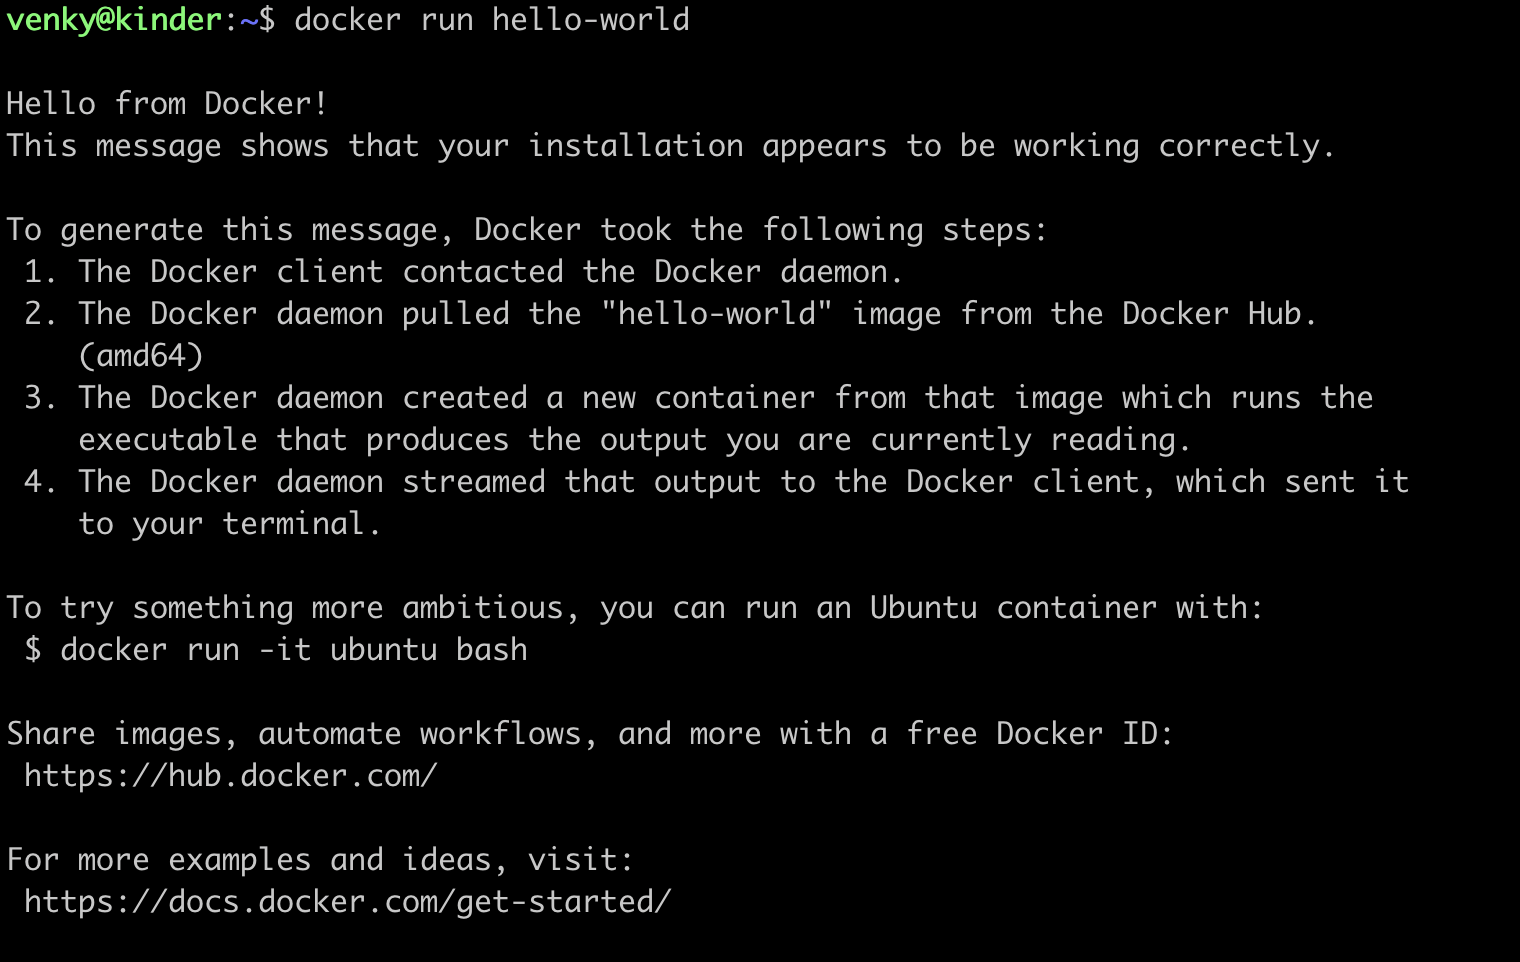 venky@kinder:~$ docker run hello-world
Hello from Docker!
This message shows that your installation appears to be working correctly.
To generate this message, Docker took the following steps:
1. The Docker client contacted the Docker daemon.
2. The Docker daemon pulled the "hello-world" image from the Docker Hub.
(amd64)
3. The Docker daemon created a new container from that image which runs the
executable that produces the output you are currently reading.
4. The Docker daemon streamed that output to the Docker client, which sent it
to your terminal.
To try something more ambitious, you can run an Ubuntu container with:
$ docker run -it ubuntu bash
Share images, automate workflows, and more with a free Docker ID:
https://hub.docker.com/
For more examples and ideas, visit:
https://docs.docker.com/get-started/